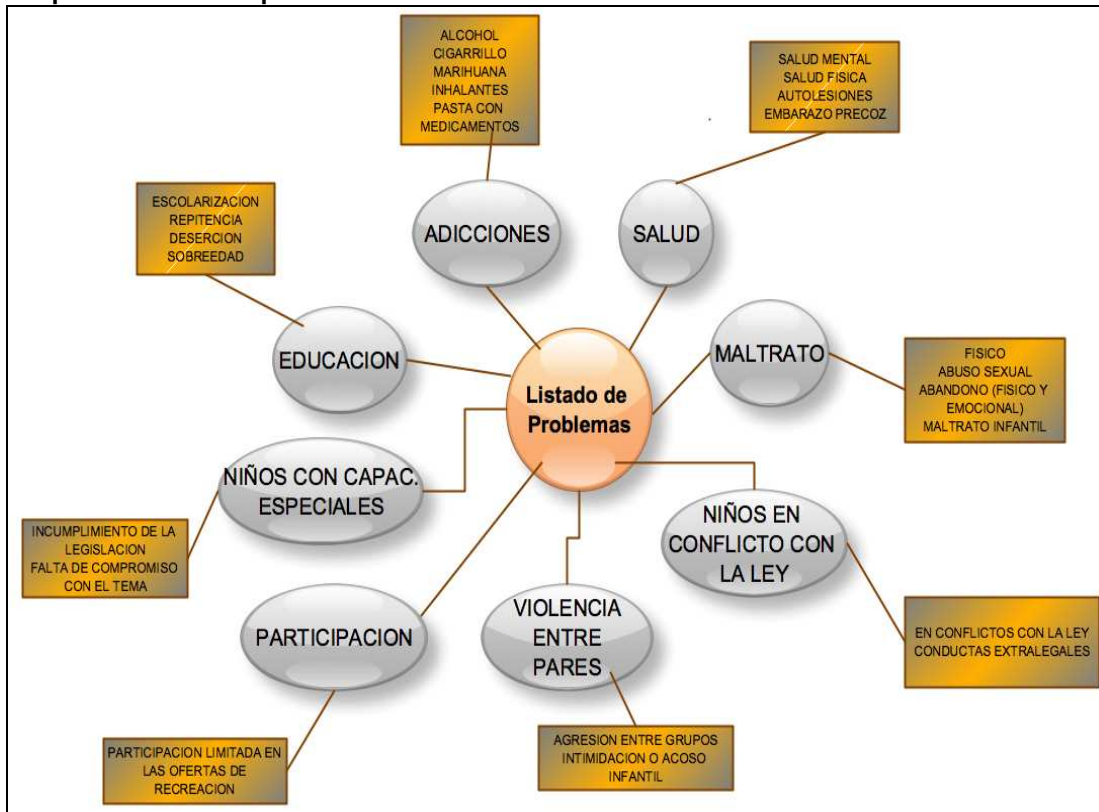 ALCOHOL
CIGARRILLO
MARIHUANA
INHALANTES
PASTA CON
MEDICAMENTOS
SALUD MENTAL
SALUD FISICA
AUTOLESIONES
EMBARAZO PRECOZ
ESCOLARIZACION
REPITENCIA
DESERCION
SOBREEDAD
ADICCIONES
SALUD
EDUCACION
MALTRATO
FISICO
ABUSO SEXUAL
ABANDONO (FISICO Y
EMOCIONAL)
MALTRATO INFANTIL
Listado de
Problemas
NIÑOS CON CAPAC.
ESPECIALES
NIÑOS EN
CONFLICTO CON
LA LEY
INCUMPLIMIENTO DE LA
LEGISLACION
FALTA DE COMPROMISO
CON EL TEMA
PARTICIPACION
VIOLENCIA
ENTRE
PARES
EN CONFLICTOS CON LA LEY
CONDUCTAS EXTRALEGALES
PARTICIPACION LIMITADA EN
LAS OFERTAS DE
RECREACION
AGRESION ENTRE GRUPOS
INTIMIDACION O ACOSO
INFANTIL